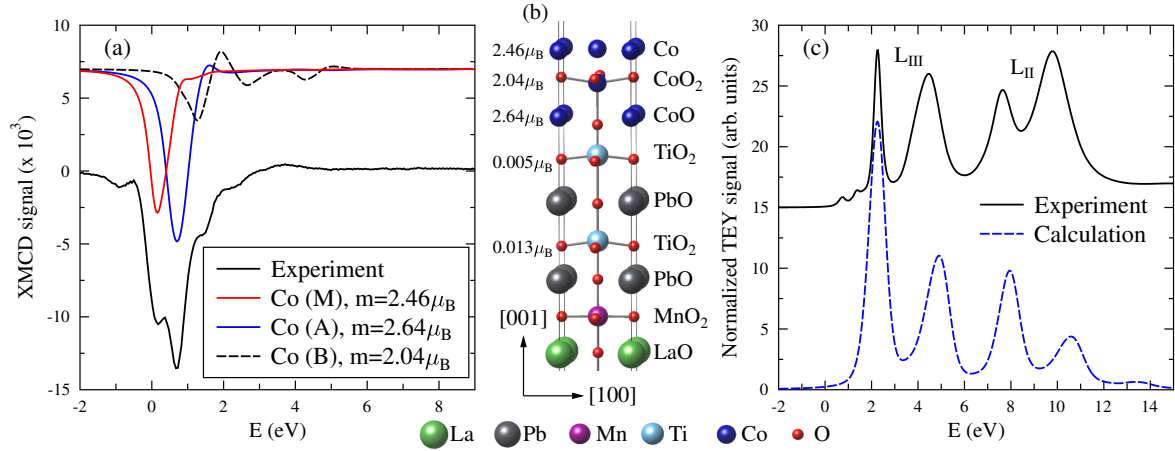 (a)
XMCD signal (x 10³)
10
5
0
-5
-10
-15
-2 0 2 4 6 8
E (eV)
Experiment
Co (M), m=2.46μB
Co (A), m=2.64μB
Co (B), m=2.04μB
(b)
2.46μB Co
2.04μB CoO₂
2.64μB CoO
0.005μB TiO₂
PbO
0.013μB TiO₂
PbO
[001] MnO₂
LaO
[100]
La Pb Mn Ti Co O
(c)
Normalized TEY signal (arb. units)
30
25
20
15
10
5
0
LIII
LII
Experiment
Calculation
-2 0 2 4 6 8 10 12 14
E (eV)